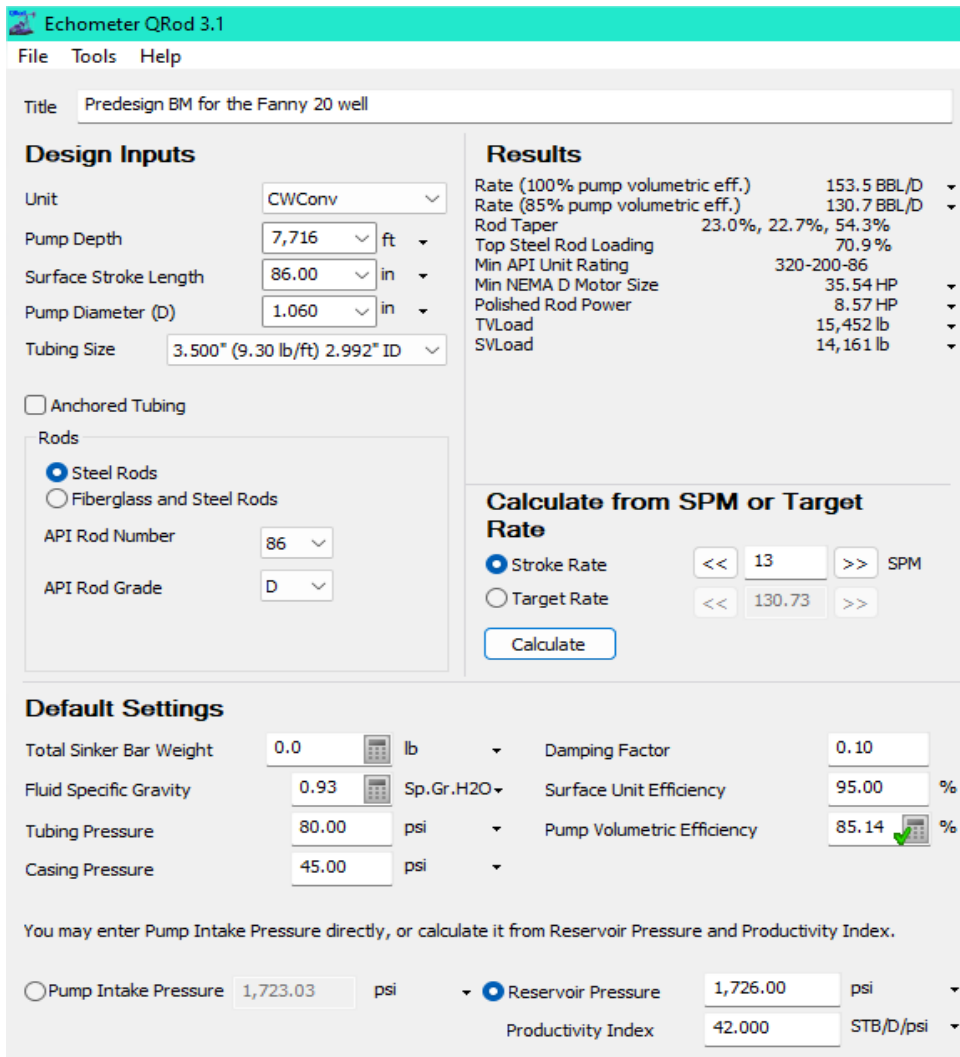 Echometer QRod 3.1
File Tools Help
Title Predesign BM for the Fanny 20 well
Design Inputs
Unit CWConv
Pump Depth 7,716 ft
Surface Stroke Length 86.00 in
Pump Diameter (D) 1.060 in
Tubing Size 3.500" (9.30 lb/ft) 2.992" ID
Anchored Tubing
Rods
Steel Rods
Fiberglass and Steel Rods
API Rod Number 86
API Rod Grade D
Results
Rate (100% pump volumetric eff.) 153.5 BBL/D
Rate (85% pump volumetric eff.) 130.7 BBL/D
Rod Taper 23.0%, 22.7%, 54.3%
Top Steel Rod Loading 70.9%
Min API Unit Rating 320-200-86
Min NEMA D Motor Size 35.54 HP
Polished Rod Power 8.57 HP
TVLoad 15,452 lb
SVLoad 14,161 lb
Calculate from SPM or Target
Rate
Stroke Rate << 13 >> SPM
Target Rate << 130.73 >>
Calculate
Default Settings
Total Sinker Bar Weight 0.0 lb
Fluid Specific Gravity 0.93 Sp.Gr.H2O
Tubing Pressure 80.00 psi
Casing Pressure 45.00 psi
Damping Factor 0.10
Surface Unit Efficiency 95.00 %
Pump Volumetric Efficiency 85.14 %
You may enter Pump Intake Pressure directly, or calculate it from Reservoir Pressure and Productivity Index.
Pump Intake Pressure 1,723.03 psi
Reservoir Pressure 1,726.00 psi
Productivity Index 42.000 STB/D/psi